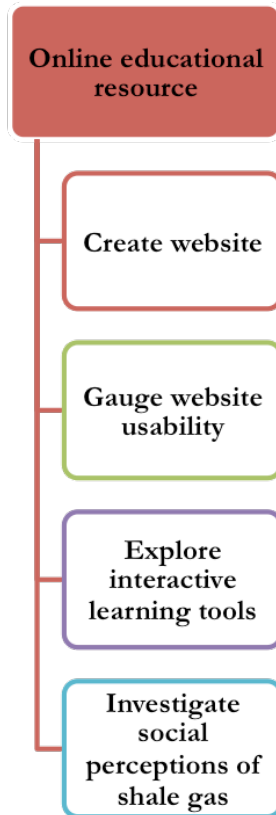 Online educational
resource
Create website
Gauge website
usability
Explore
interactive
learning tools
Investigate
social
perceptions of
shale gas